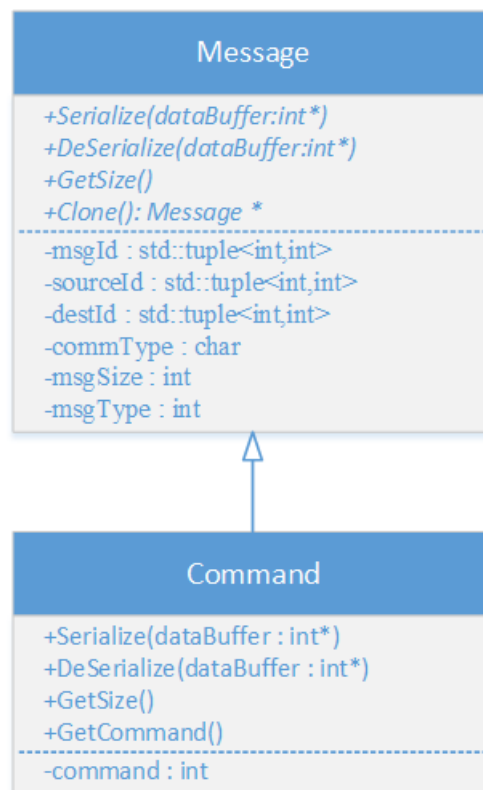 Message
+Serialize(dataBuffer:int*)
+DeSerialize(dataBuffer:int*)
+GetSize()
+Clone(): Message *
-msgId : std::tuple<int,int>
-sourceId : std::tuple<int,int>
-destId : std::tuple<int,int>
-commType : char
-msgSize : int
-msgType : int
Command
+Serialize(dataBuffer : int*)
+DeSerialize(dataBuffer : int*)
+GetSize()
+GetCommand()
-command : int